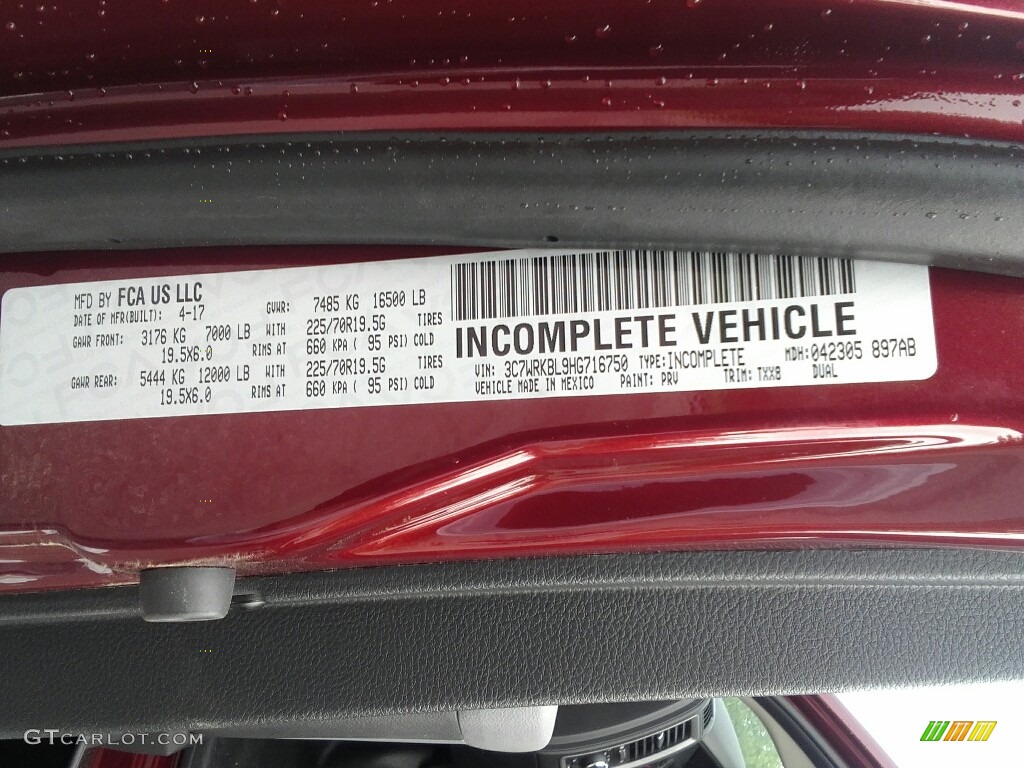 MFD BY FCA US LLC
DATE OF MFR(BUILT): 4-17
GVWR: 7485 KG 16500 LB
GAWR FRONT: 3176 KG 7000 LB WITH 225/70R19.5G TIRES
19.5X6.0 RIMS AT 660 KPA ( 95 PSI) COLD
GAWR REAR: 5444 KG 12000 LB WITH 225/70R19.5G TIRES
19.5X6.0 RIMS AT 660 KPA ( 95 PSI) COLD
INCOMPLETE VEHICLE
VIN: 3C7WRKBL9HG716750 TYPE:INCOMPLETE MDH:042305 897AB
VEHICLE MADE IN MEXICO PAINT: PRV TRIM: TXX8 DUAL
GTCARLOT.COM